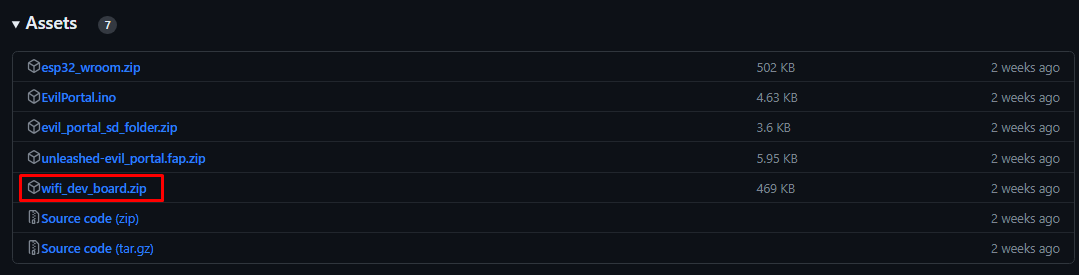 Assets 7
esp32_wroom.zip 502 KB 2 weeks ago
EvilPortal.ino 4.63 KB 2 weeks ago
evil_portal_sd_folder.zip 3.6 KB 2 weeks ago
unleashed-evil_portal.fap.zip 5.95 KB 2 weeks ago
wifi_dev_board.zip 469 KB 2 weeks ago
Source code (zip) 2 weeks ago
Source code (tar.gz) 2 weeks ago